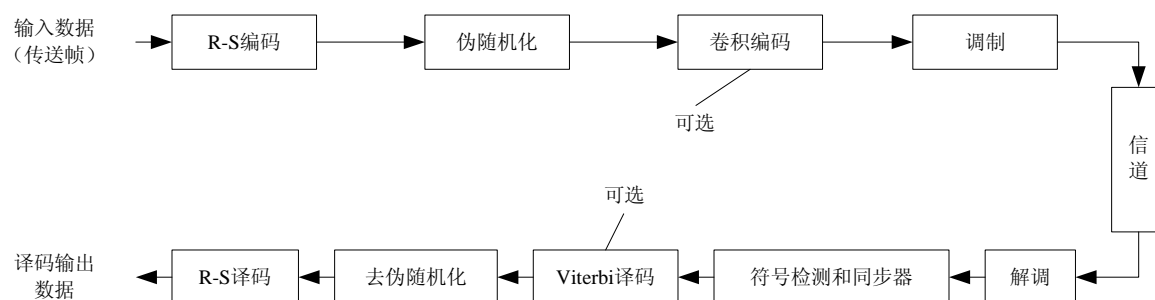 输入数据
（传送帧）
R-S编码
伪随机化
卷积编码
调制
可选
信
道
可选
译码输出
数据
R-S译码
去伪随机化
Viterbi译码
符号检测和同步器
解调